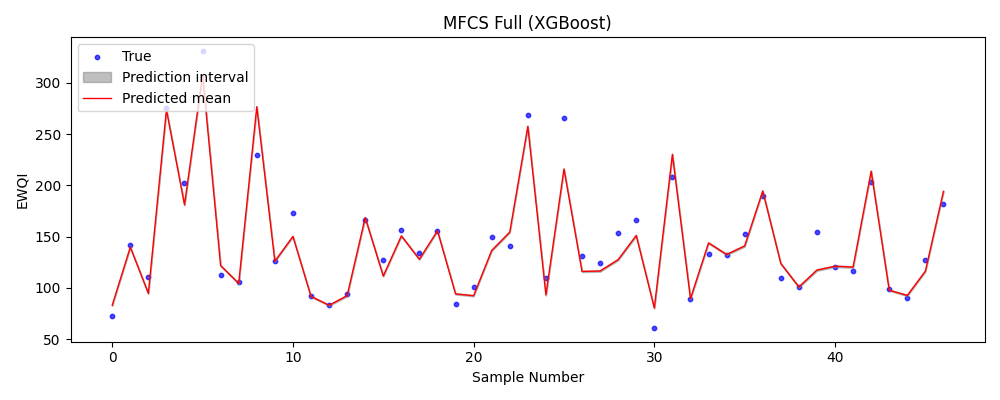 MFCS Full (XGBoost)
True
Prediction interval
Predicted mean
EWQI
300
250
200
150
100
50
0
10
20
30
40
Sample Number